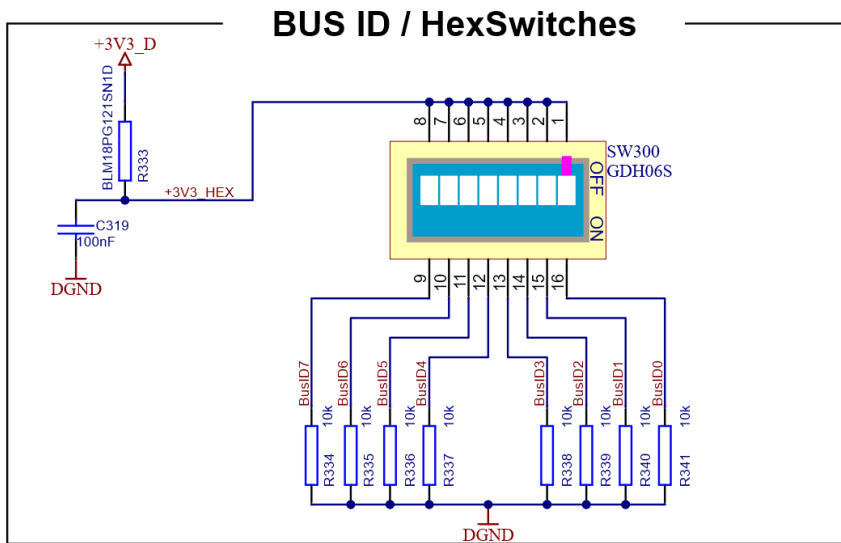 BUS ID / HexSwitches
+3V3_D
BLM18PG121SN1D
R333
+3V3_HEX
C319
100nF
DGND
8 7 6 5 4 3 2 1
SW300
GDH06S
OFF
ON
9 10 11 12 13 14 15 16
BusID7 BusID6 BusID5 BusID4 BusID3 BusID2 BusID1 BusID0
10k 10k 10k 10k 10k 10k 10k 10k
R334 R335 R336 R337 R338 R339 R340 R341
DGND